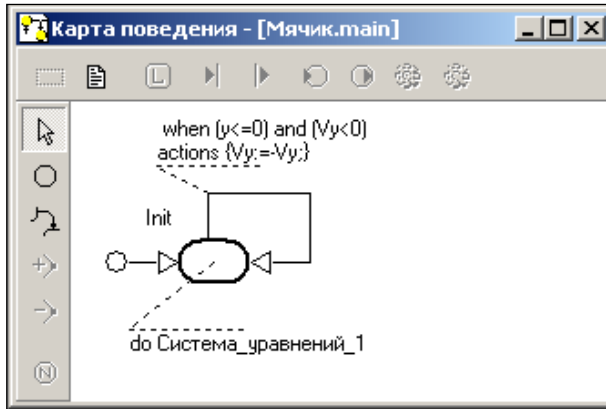 Карта поведения - [Мячик.main]
L
when (y<=0) and (Vy<0)
actions {Vy:=-Vy;}
Init
do Система_уравнений_1
N